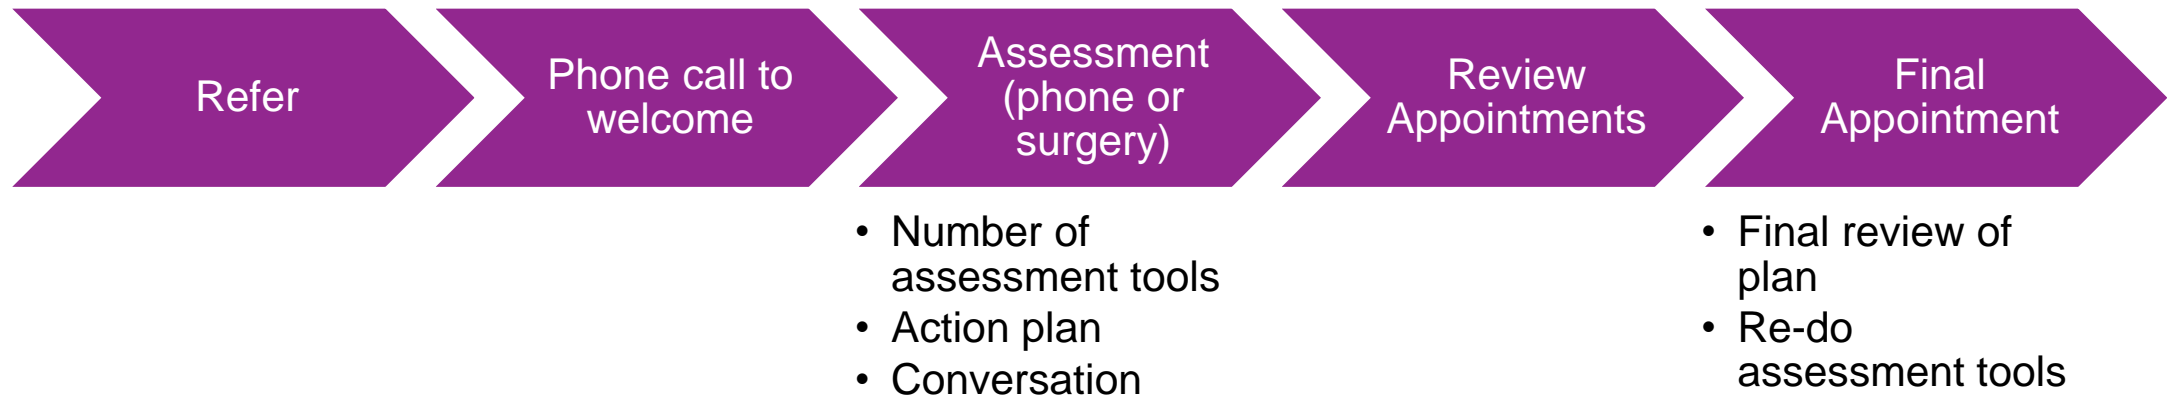 Refer
Phone call to
welcome
Assessment
(phone or
surgery)
• Number of
assessment tools
• Action plan
• Conversation
Review
Appointments
Final
Appointment
• Final review of
plan
• Re-do
assessment tools